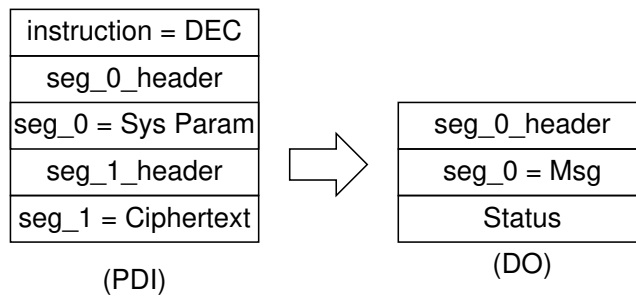 instruction = DEC
seg_0_header
seg_0 = Sys Param
seg_1_header
seg_1 = Ciphertext
(PDI)
seg_0_header
seg_0 = Msg
Status
(DO)